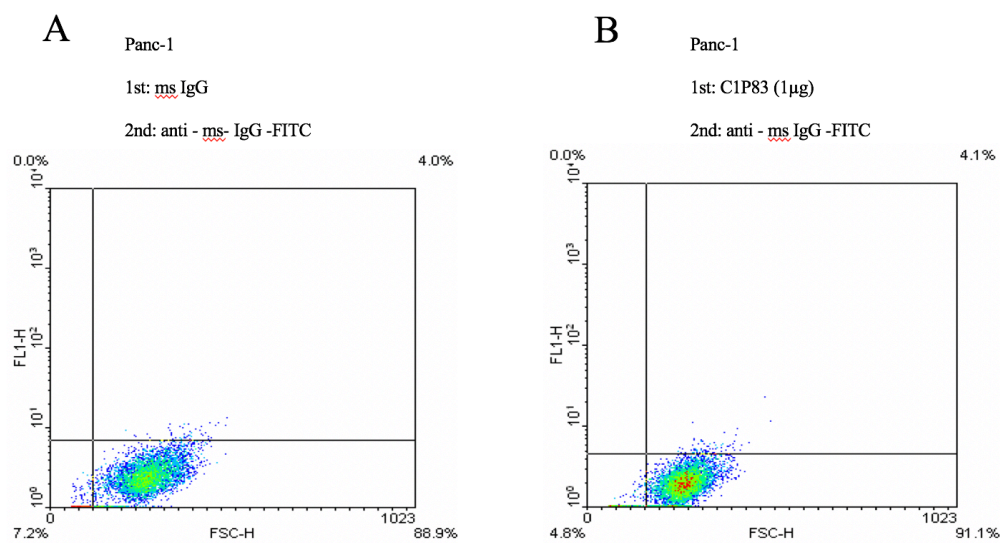 A
Panc-1
1st: ms IgG
2nd: anti - ms- IgG -FITC
0.0%
4.0%
10⁴
10³
10²
10¹
10⁰
FL1-H
0
1023
FSC-H
7.2%
88.9%
B
Panc-1
1st: C1P83 (1µg)
2nd: anti - ms IgG -FITC
0.0%
4.1%
10⁴
10³
10²
10¹
10⁰
FL1-H
0
1023
FSC-H
4.8%
91.1%